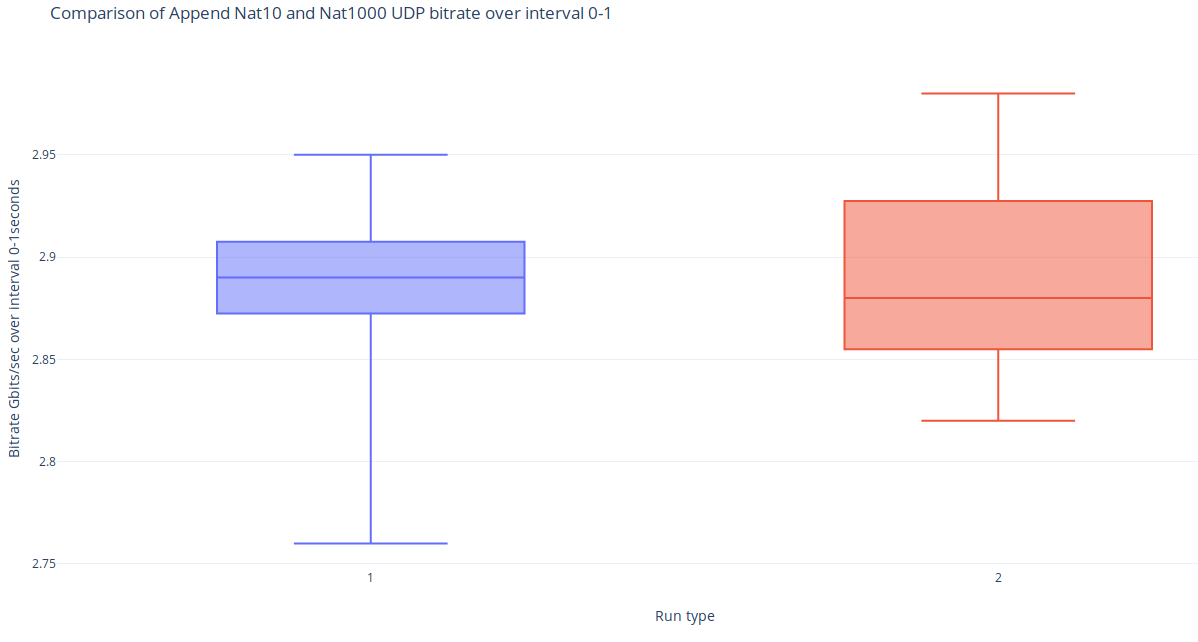 Comparison of Append Nat10 and Nat1000 UDP bitrate over interval 0-1
Bitrate Gbits/sec over interval 0-1seconds
2.95
2.9
2.85
2.8
2.75
1
2
Run type